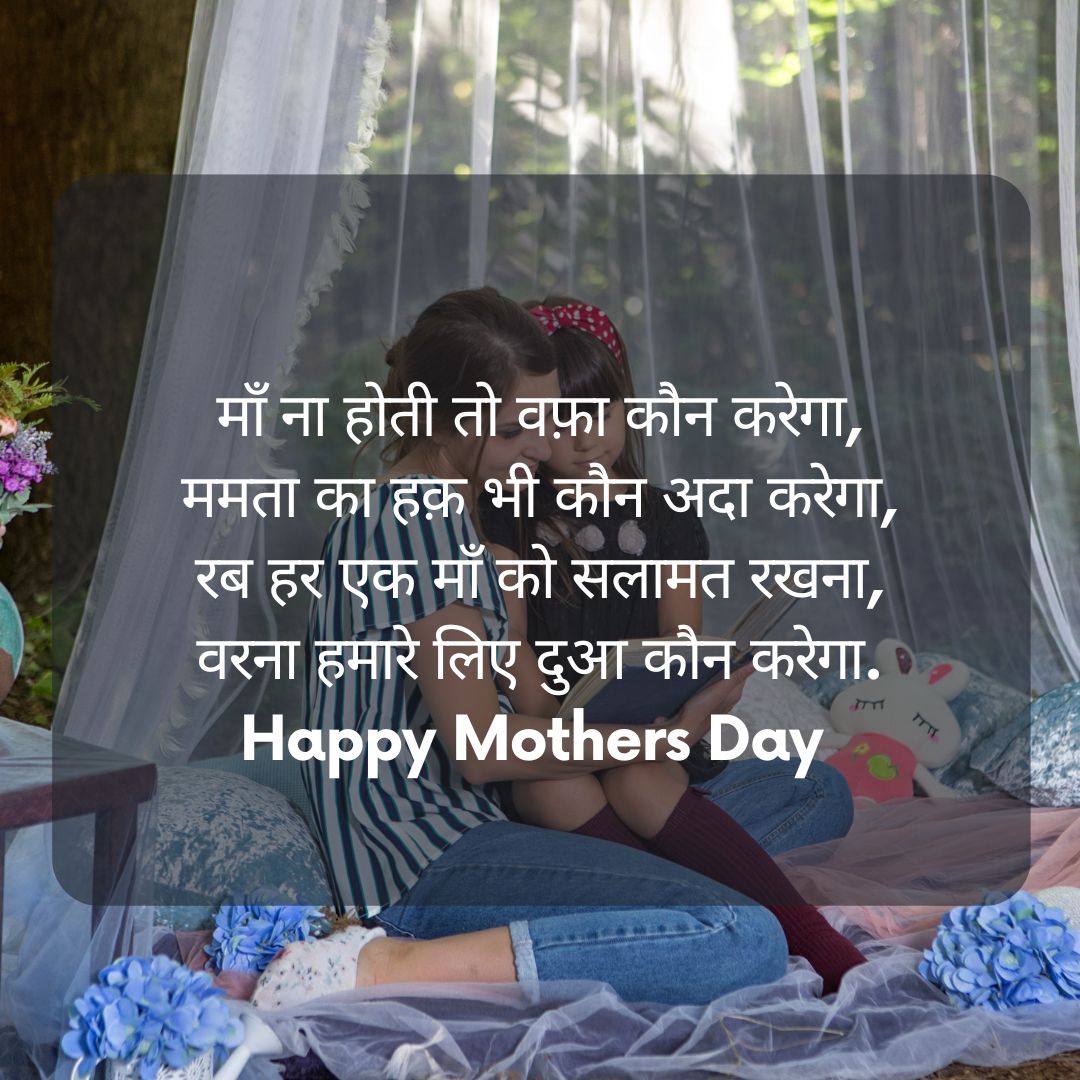 माँ ना होती तो वफ़ा कौन करेगा,
ममता का हक़ भी कौन अदा करेगा,
रब हर एक माँ को सलामत रखना,
वरना हमारे लिए दुआ कौन करेगा.
Happy Mothers Day